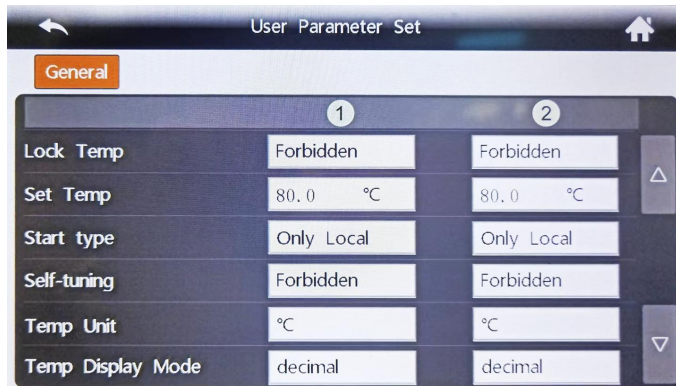 User Parameter Set
General
1 2
Lock Temp Forbidden Forbidden
Set Temp 80.0 °C 80.0 °C
Start type Only Local Only Local
Self-tuning Forbidden Forbidden
Temp Unit °C °C
Temp Display Mode decimal decimal